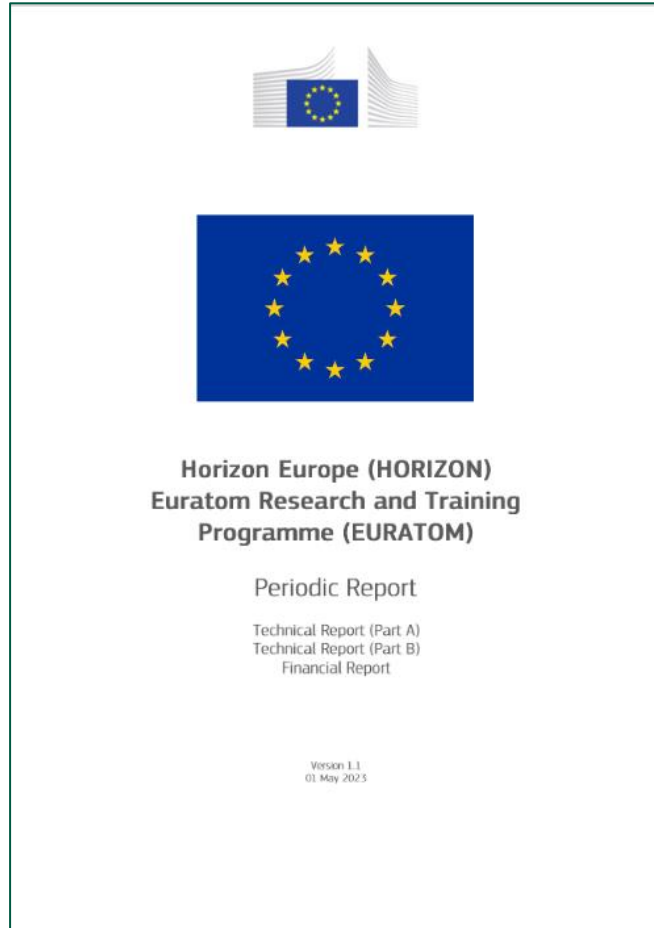 Horizon Europe (HORIZON)
Euratom Research and Training
Programme (EURATOM)
Periodic Report
Technical Report (Part A)
Technical Report (Part B)
Financial Report
Version 1.1
01 May 2023